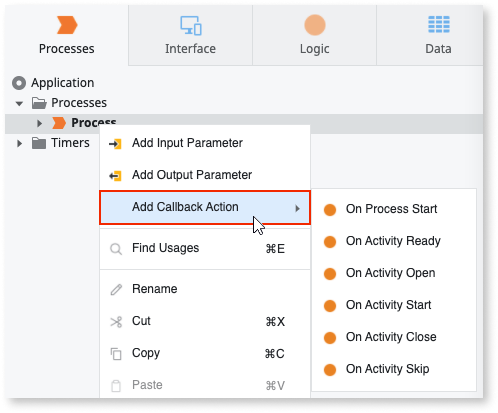 Processes
Interface
Logic
Data
Application
Processes
Process
Timers
Add Input Parameter
Add Output Parameter
Add Callback Action
On Process Start
On Activity Ready
On Activity Open
On Activity Start
On Activity Close
On Activity Skip
Find Usages ⌘E
Rename
Cut ⌘X
Copy ⌘C
Paste ⌘V